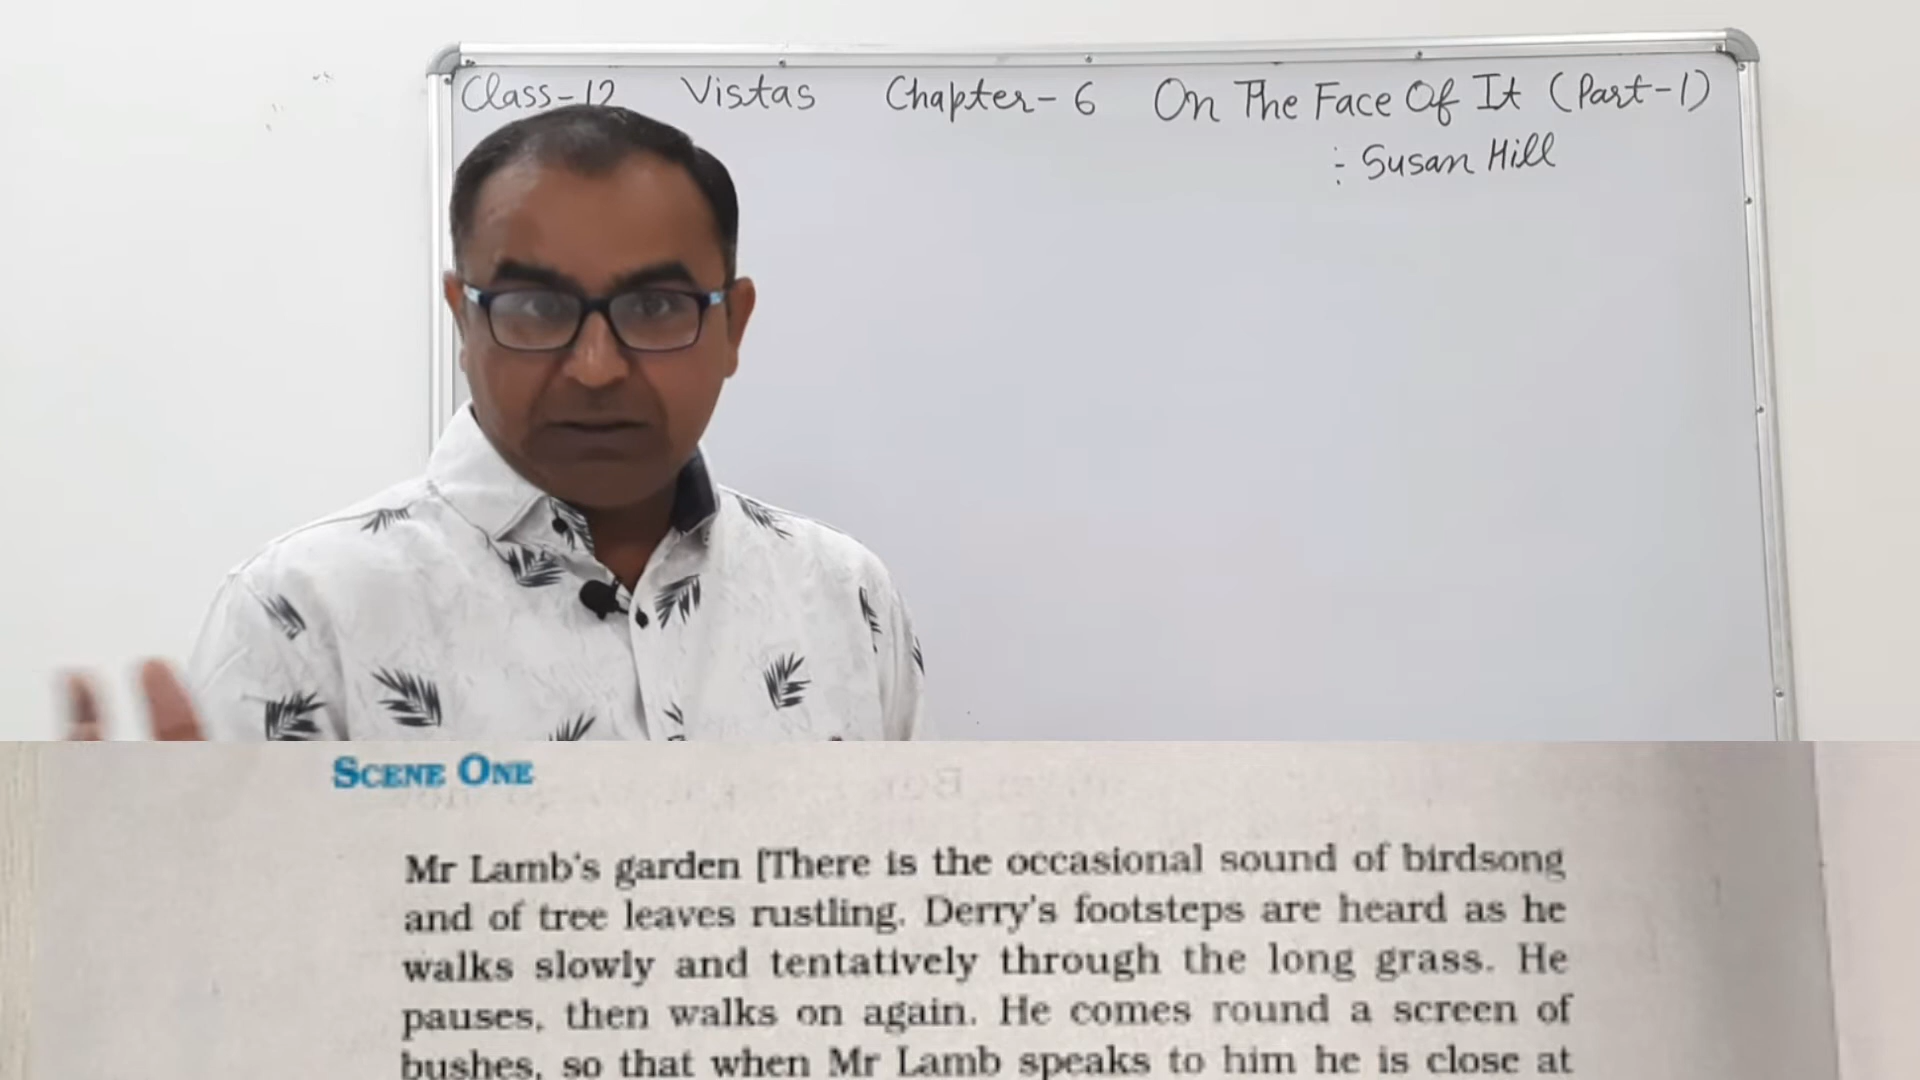 Class-12 Vistas Chapter-6 On The Face Of It (Part-1)
:- Susan Hill
SCENE ONE
Mr Lamb's garden [There is the occasional sound of birdsong
and of tree leaves rustling. Derry's footsteps are heard as he
walks slowly and tentatively through the long grass. He
pauses, then walks on again. He comes round a screen of
bushes, so that when Mr Lamb speaks to him he is close at